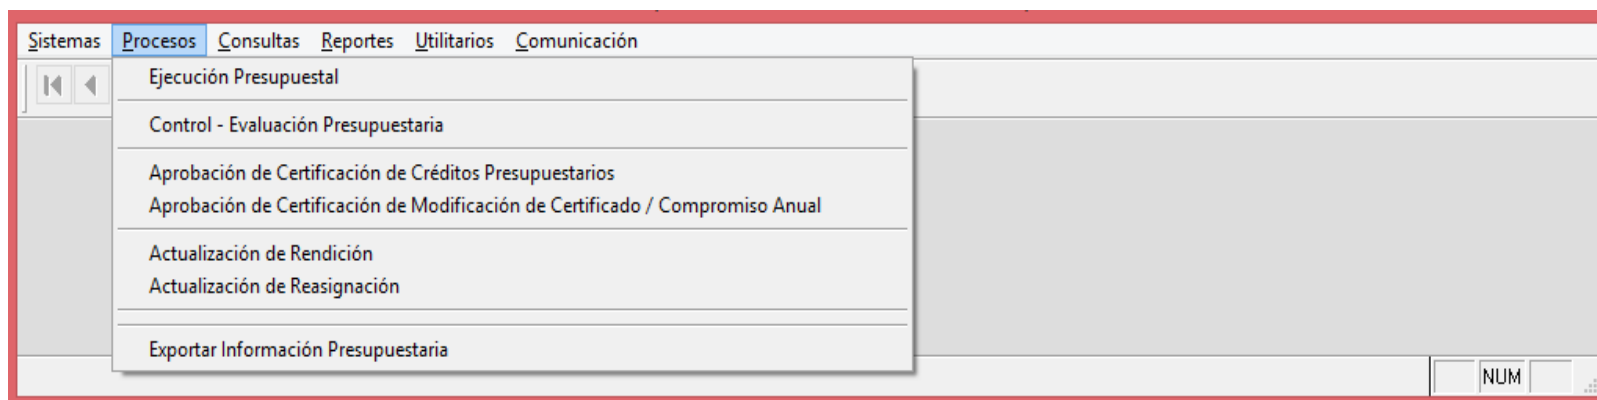 Sistemas Procesos Consultas Reportes Utilitarios Comunicación
Ejecución Presupuestal
Control - Evaluación Presupuestaria
Aprobación de Certificación de Créditos Presupuestarios
Aprobación de Certificación de Modificación de Certificado / Compromiso Anual
Actualización de Rendición
Actualización de Reasignación
Exportar Información Presupuestaria
NUM